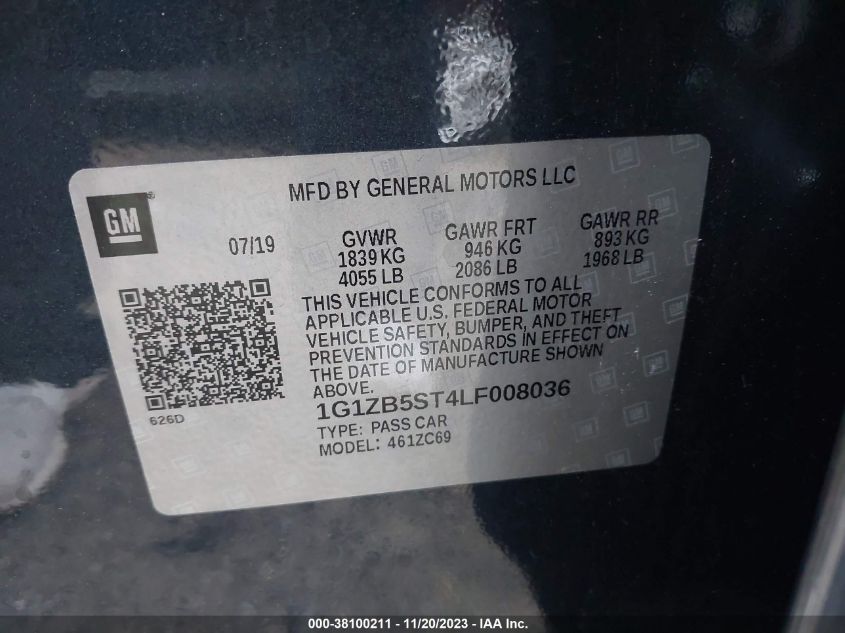 MFD BY GENERAL MOTORS LLC
GM
07/19
GVWR
1839 KG
4055 LB
GAWR FRT
946 KG
2086 LB
GAWR RR
893 KG
1968 LB
THIS VEHICLE CONFORMS TO ALL
APPLICABLE U.S. FEDERAL MOTOR
VEHICLE SAFETY, BUMPER, AND THEFT
PREVENTION STANDARDS IN EFFECT ON
THE DATE OF MANUFACTURE SHOWN
ABOVE.
626D
1G1ZB5ST4LF008036
TYPE: PASS CAR
MODEL: 461ZC69
000-38100211 - 11/20/2023 - IAA Inc.